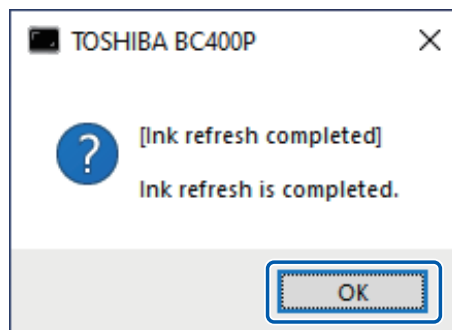 TOSHIBA BC400P
[Ink refresh completed]
Ink refresh is completed.
OK